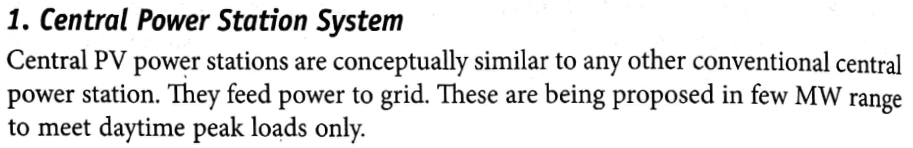 1. Central Power Station System
Central PV power stations are conceptually similar to any other conventional central
power station. They feed power to grid. These are being proposed in few MW range
to meet daytime peak loads only.